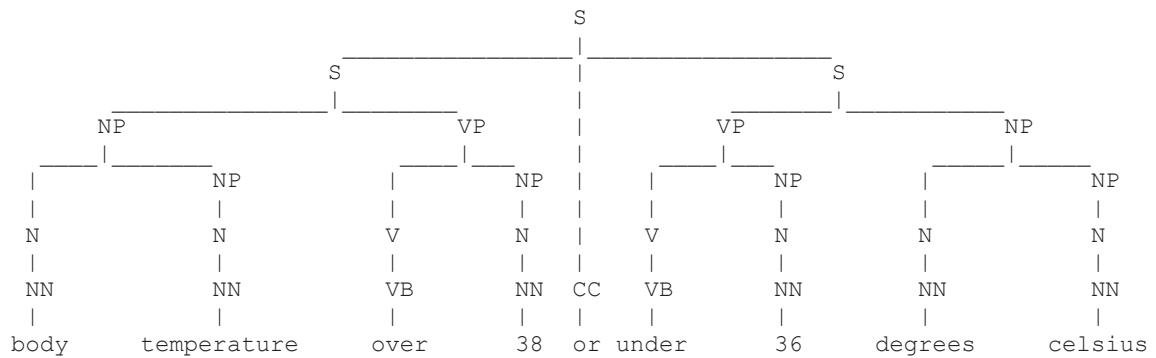 S
S S
NP VP VP NP
NP NP NP NP
N N V N V N N N
NN NN VB NN CC VB NN NN NN
body temperature over 38 or under 36 degrees celsius